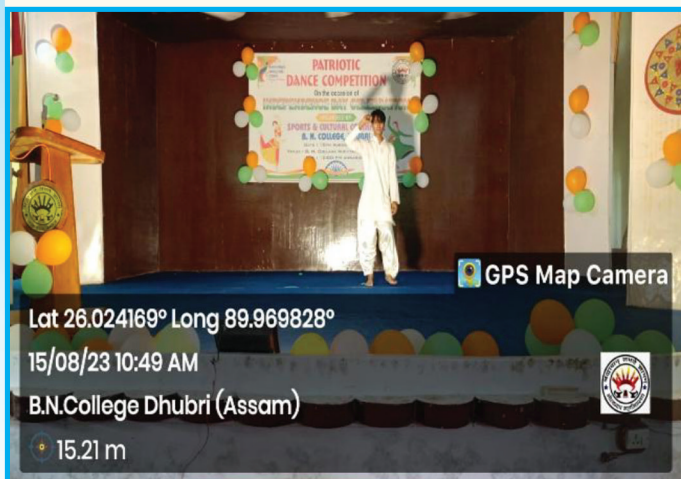 PATRIOTIC
DANCE COMPETITION
On the occasion of
SPORTS & CULTURAL
B. N. COLLEGE,
GPS Map Camera
Lat 26.024169° Long 89.969828°
15/08/23 10:49 AM
B.N.College Dhubri (Assam)
15.21 m